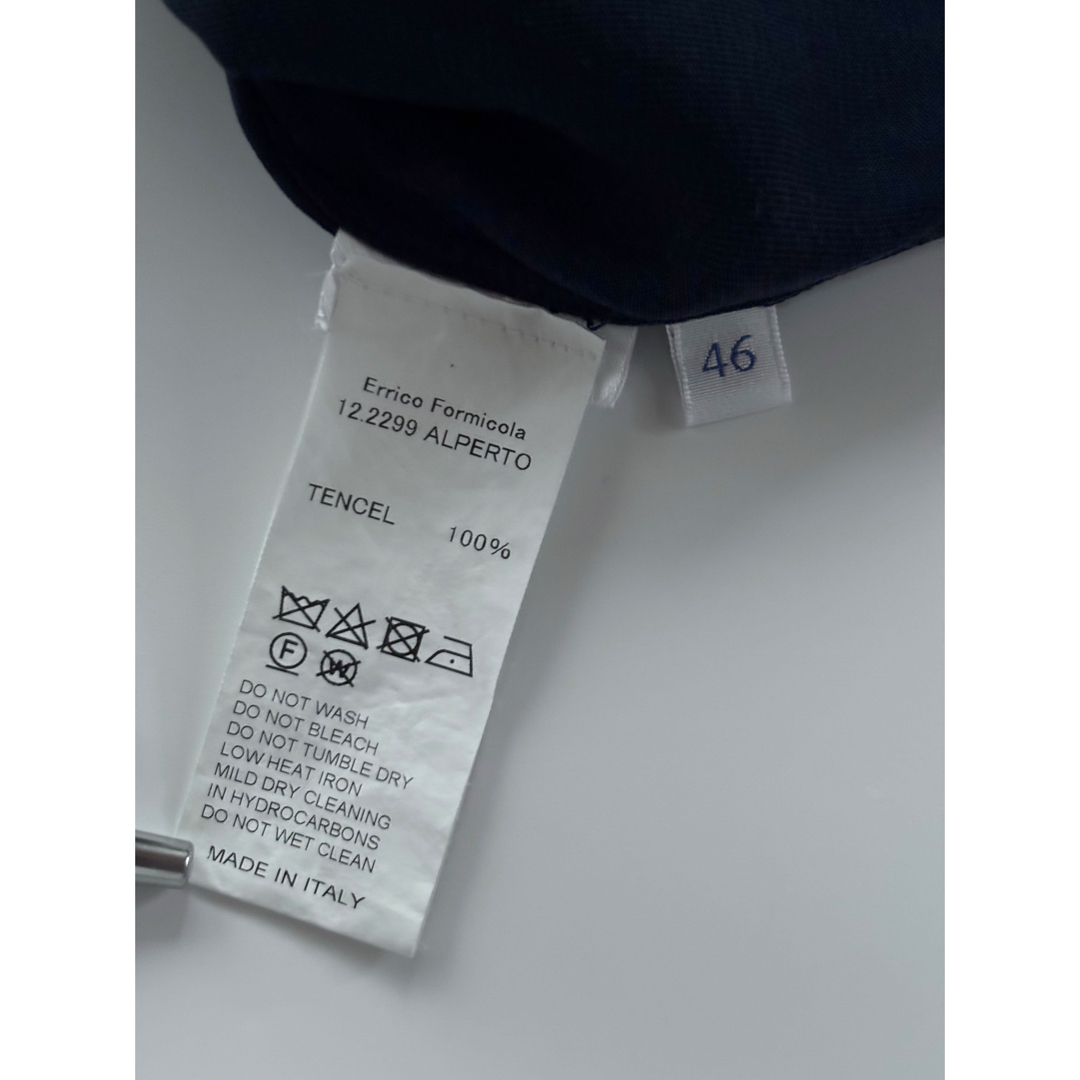 Errico Formicola
12.2299 ALPERTO
TENCEL 100%
F W
DO NOT WASH
DO NOT BLEACH
DO NOT TUMBLE DRY
LOW HEAT IRON
MILD DRY CLEANING
IN HYDROCARBONS
DO NOT WET CLEAN
MADE IN ITALY
46